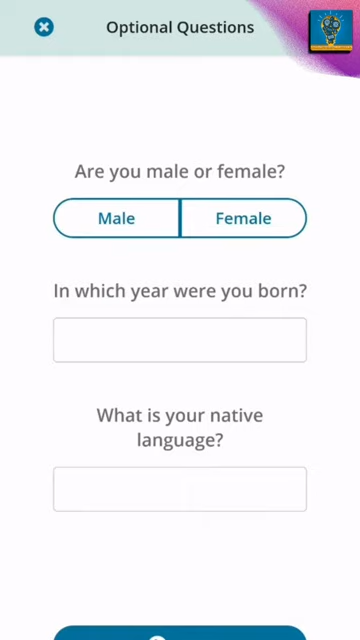 Optional Questions
Are you male or female?
Male Female
In which year were you born?
What is your native
language?